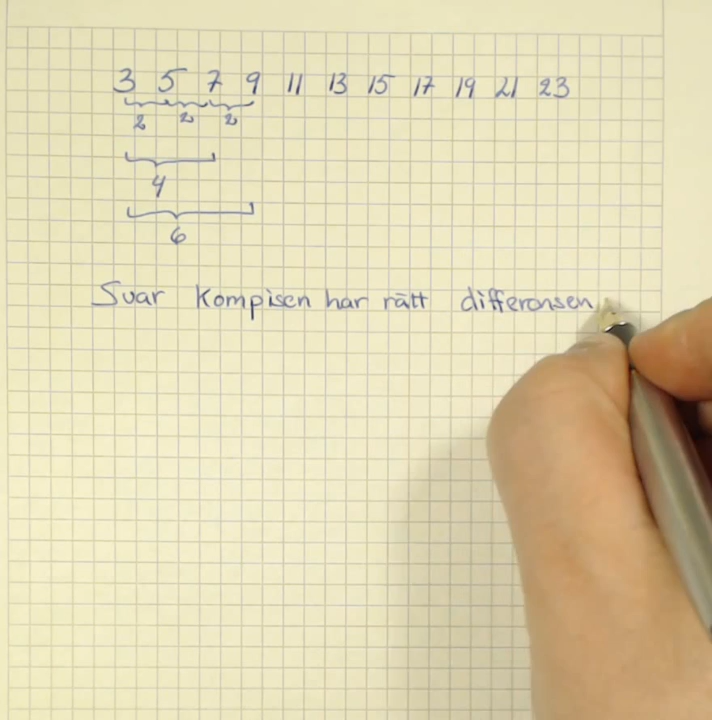 3 5 7 9 11 13 15 17 19 21 23
2 2 2
4
6
Svar Kompisen har rätt differensen